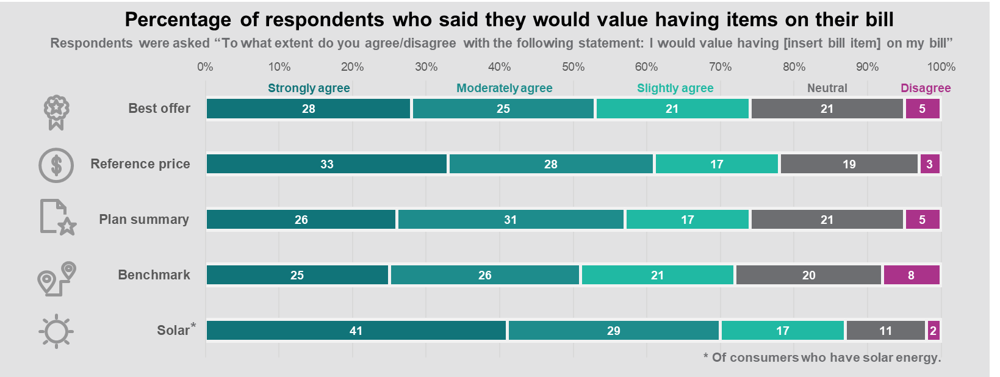 Percentage of respondents who said they would value having items on their bill
Respondents were asked “To what extent do you agree/disagree with the following statement: I would value having [insert bill item] on my bill”
0% 10% 20% 30% 40% 50% 60% 70% 80% 90% 100%
Strongly agree Moderately agree Slightly agree Neutral Disagree
Best offer 28 25 21 21 5
Reference price 33 28 17 19 3
Plan summary 26 31 17 21 5
Benchmark 25 26 21 20 8
Solar* 41 29 17 11 2
* Of consumers who have solar energy.